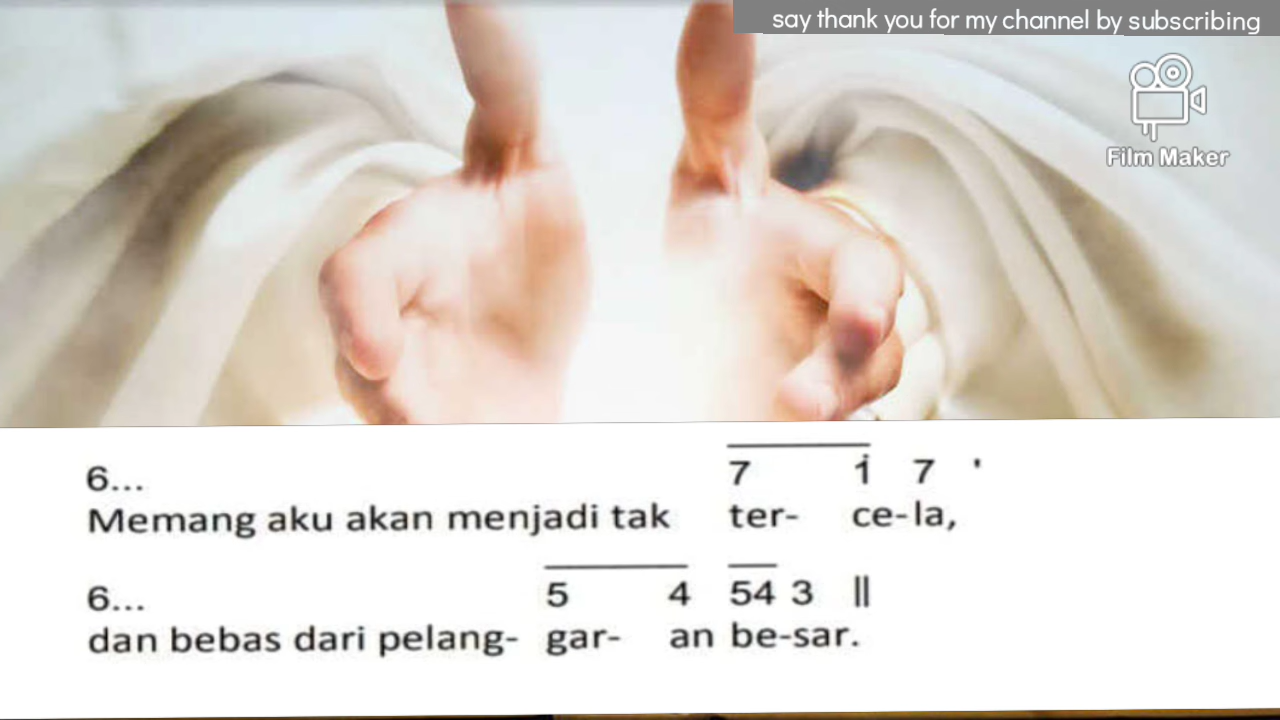 say thank you for my channel by subscribing
Film Maker
6... 7 1̇ 7 '
Memang aku akan menjadi tak ter- ce-la,
6... 5 4 54 3 ||
dan bebas dari pelang- gar- an be-sar.